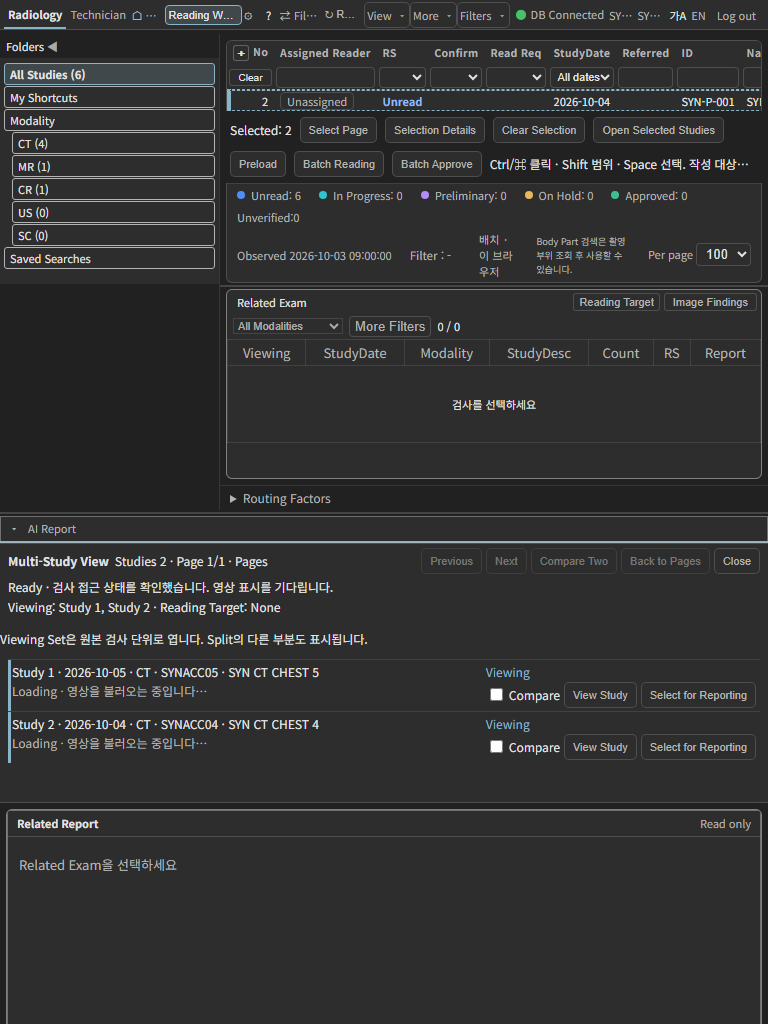 Radiology Technician ⌂ ··· Reading W... ⚙ ? ⇄ Fil··· ↻ R... View More Filters DB Connected SY··· SY··· 가A EN Log out
Folders ◀
All Studies (6)
My Shortcuts
Modality
CT (4)
MR (1)
CR (1)
US (0)
SC (0)
Saved Searches
+ No Assigned Reader RS Confirm Read Req StudyDate Referred ID Na
Clear All dates
2 Unassigned Unread 2026-10-04 SYN-P-001 SYI
Selected: 2 Select Page Selection Details Clear Selection Open Selected Studies
Preload Batch Reading Batch Approve Ctrl/⌘ 클릭 · Shift 범위 · Space 선택. 작성 대상···
Unread: 6 In Progress: 0 Preliminary: 0 On Hold: 0 Approved: 0
Unverified:0
Observed 2026-10-03 09:00:00 Filter : -
배치 ·
이 브라
우저
Body Part 검색은 촬영
부위 조회 후 사용할 수
있습니다.
Per page 100
Related Exam Reading Target Image Findings
All Modalities More Filters 0 / 0
Viewing StudyDate Modality StudyDesc Count RS Report
검사를 선택하세요
▶ Routing Factors
AI Report
Multi-Study View Studies 2 · Page 1/1 · Pages Previous Next Compare Two Back to Pages Close
Ready · 검사 접근 상태를 확인했습니다. 영상 표시를 기다립니다.
Viewing: Study 1, Study 2 · Reading Target: None
Viewing Set은 원본 검사 단위로 엽니다. Split의 다른 부분도 표시됩니다.
Study 1 · 2026-10-05 · CT · SYNACC05 · SYN CT CHEST 5 Viewing
Loading · 영상을 불러오는 중입니다··· Compare View Study Select for Reporting
Study 2 · 2026-10-04 · CT · SYNACC04 · SYN CT CHEST 4 Viewing
Loading · 영상을 불러오는 중입니다··· Compare View Study Select for Reporting
Related Report Read only
Related Exam을 선택하세요